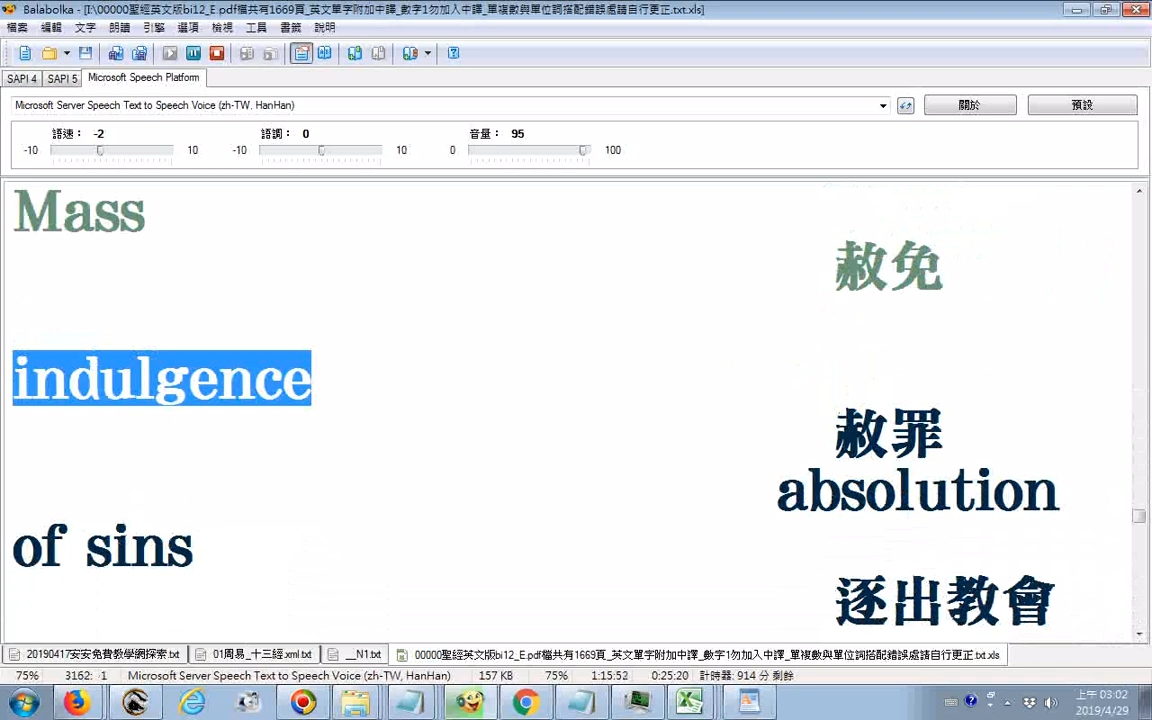 Balabolka - [I:\00000聖經英文版bi12_E.pdf檔共有1669頁_英文單字附加中譯_數字1勿加入中譯_單複數與單位詞搭配錯誤處請自行更正.txt.xls]
檔案 編輯 文字 朗讀 引擎 選項 檢視 工具 書籤 說明
SAPI 4 SAPI 5 Microsoft Speech Platform
Microsoft Server Speech Text to Speech Voice (zh-TW, HanHan) 關於 預設
語速： -2 語調： 0 音量： 95
-10 10 -10 10 0 100
Mass
赦免
indulgence
赦罪
absolution
of sins
逐出教會
20190417安安免費教學網探索.txt 01周易_十三經.xml.txt __N1.txt 00000聖經英文版bi12_E.pdf檔共有1669頁_英文單字附加中譯_數字1勿加入中譯_單複數與單位詞搭配錯誤處請自行更正.txt.xls
75% 3162: 1 Microsoft Server Speech Text to Speech Voice (zh-TW, HanHan) 157 KB 75% 1:15:52 0:25:20 計時器: 914 分 剩餘
上午 03:02
2019/4/29